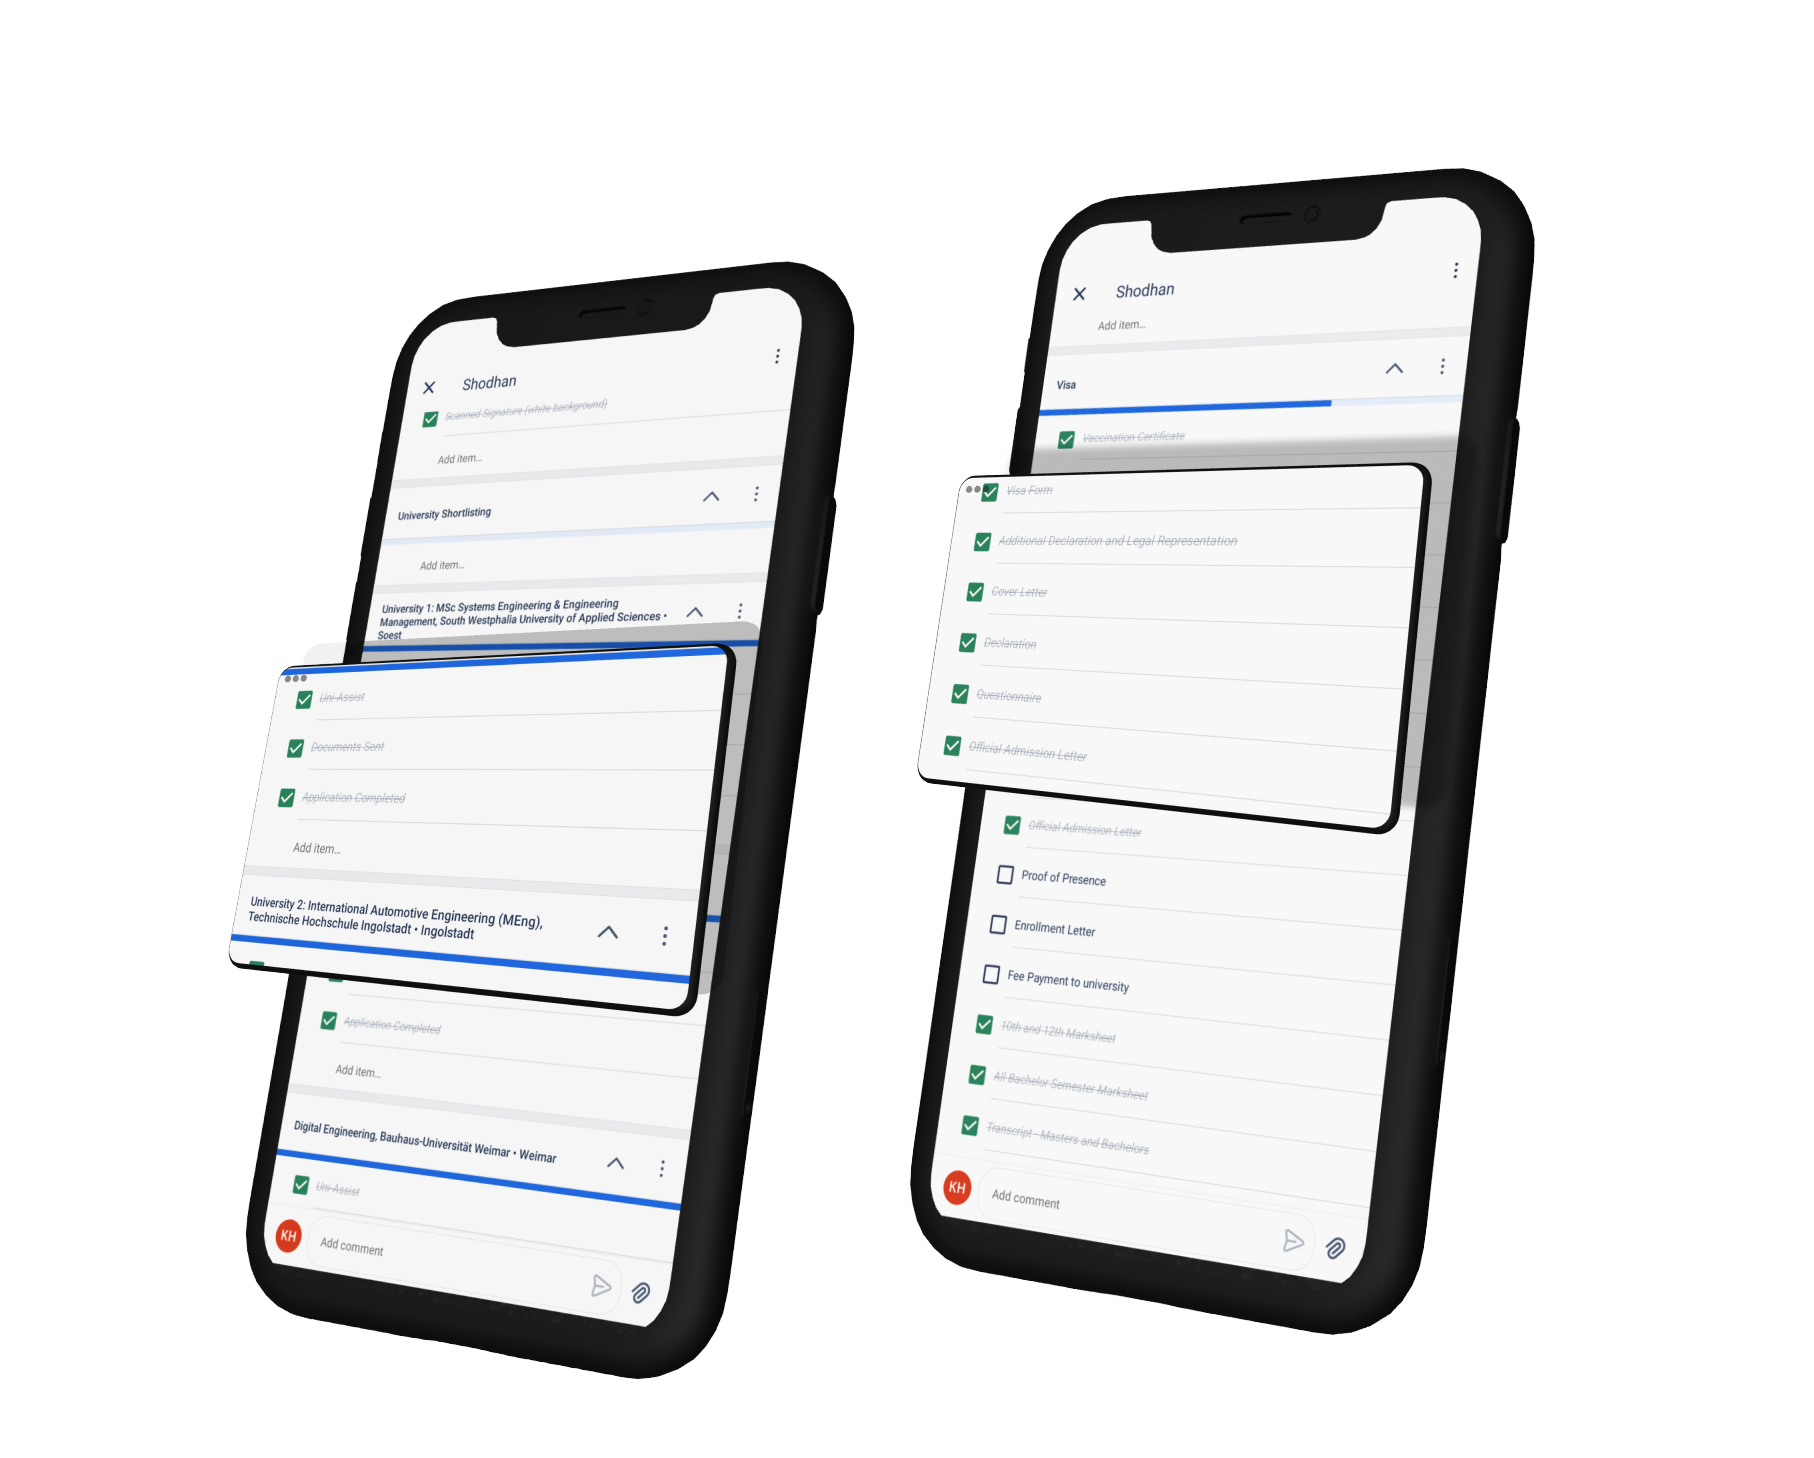 Shodhan
Scanned Signature (white background)
Add item...
University Shortlisting
Add item...
University 1: MSc Systems Engineering & Engineering
Management, South Westphalia University of Applied Sciences •
Soest
Uni-Assist
Documents Sent
Application Completed
Add item...
University 2: International Automotive Engineering (MEng),
Technische Hochschule Ingolstadt • Ingolstadt
Application Completed
Add item...
Digital Engineering, Bauhaus-Universität Weimar • Weimar
Uni-Assist
KH
Add comment
Shodhan
Add item...
Visa
Vaccination Certificate
Visa Form
Additional Declaration and Legal Representation
Cover Letter
Declaration
Questionnaire
Official Admission Letter
Official Admission Letter
Proof of Presence
Enrollment Letter
Fee Payment to university
10th and 12th Marksheet
All Bachelor Semester Marksheet
Transcript - Masters and Bachelors
KH
Add comment